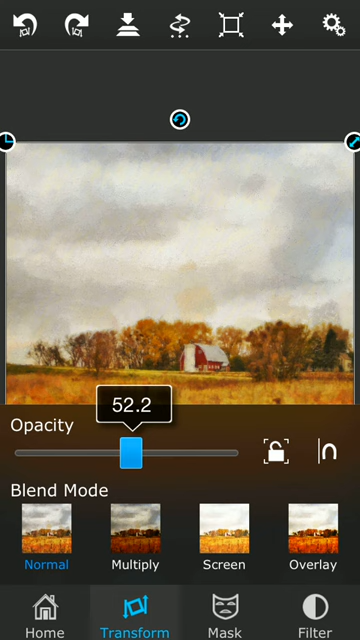 52.2
Opacity
Blend Mode
Normal Multiply Screen Overlay
Home Transform Mask Filter